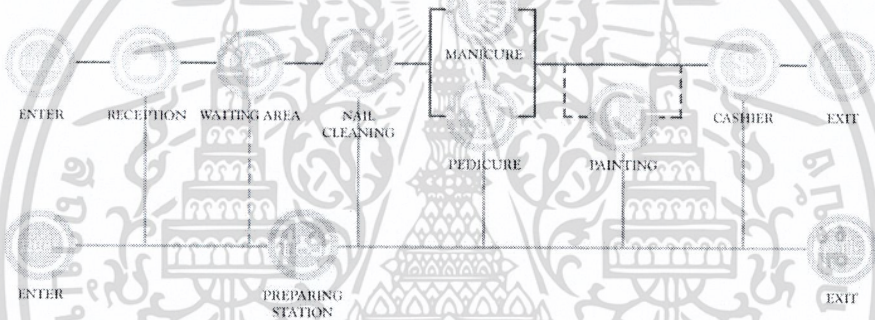 MANICURE
ENTER RECEPTION WAITING AREA NAIL CLEANING PEDICURE PAINTING CASHIER EXIT
ENTER PREPARING STATION EXIT